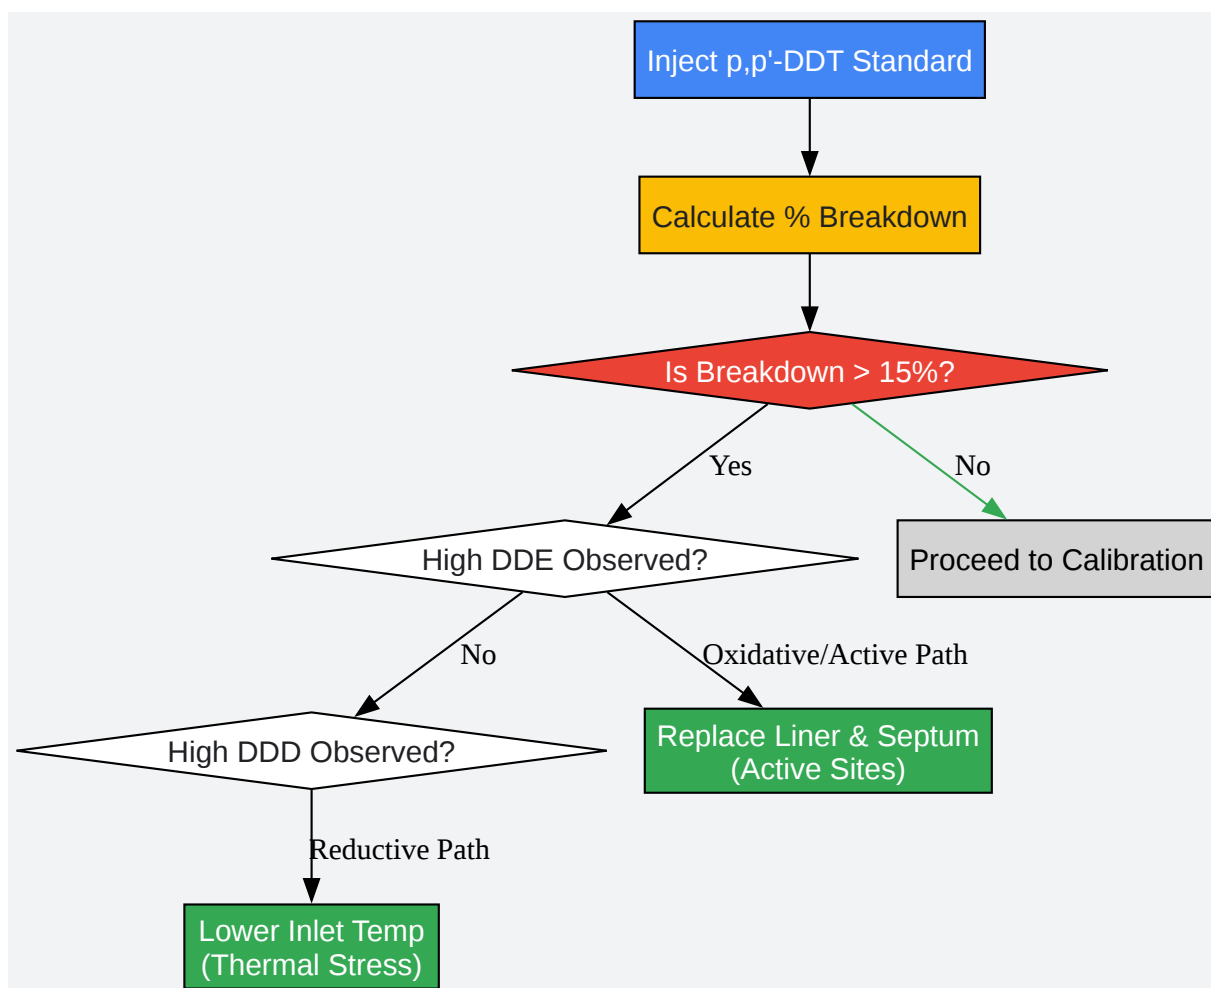 Inject p,p'-DDT Standard
Calculate % Breakdown
Is Breakdown > 15%?
Yes
No
High DDE Observed?
Proceed to Calibration
No
Oxidative/Active Path
High DDD Observed?
Replace Liner & Septum
(Active Sites)
Reductive Path
Lower Inlet Temp
(Thermal Stress)